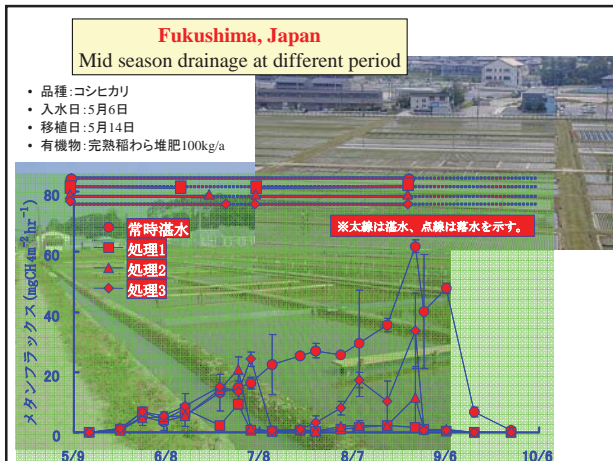 Fukushima, Japan
Mid season drainage at different period
• 品種:コシヒカリ
• 入水日:5月6日
• 移植日:5月14日
• 有機物:完熟稲わら堆肥100kg/a
※太線は湛水、点線は落水を示す。
常時湛水
処理1
処理2
処理3
メタンフラックス(mgCH4m-2hr-1)
80
60
40
20
0
5/9 6/8 7/8 8/7 9/6 10/6